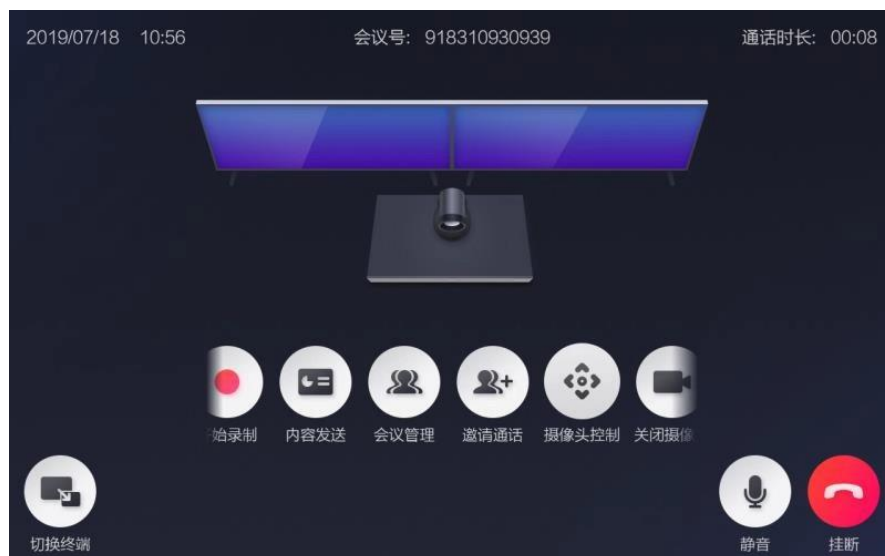 2019/07/18 10:56
会议号: 918310930939
通话时长: 00:08
始录制
内容发送
会议管理
邀请通话
摄像头控制
关闭摄像
切换终端
静音
挂断